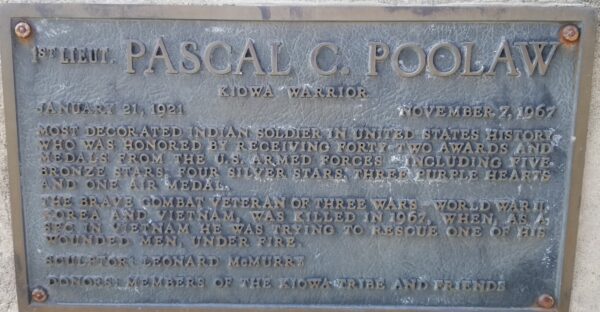 1ST LIEUT. PASCAL C. POOLAW
KIOWA WARRIOR
JANUARY 21, 1921 NOVEMBER 7, 1967
MOST DECORATED INDIAN SOLDIER IN UNITED STATES HISTORY
WHO WAS HONORED BY RECEIVING FORTY-TWO AWARDS AND
MEDALS FROM THE U.S. ARMED FORCES, INCLUDING FIVE
BRONZE STARS, FOUR SILVER STARS, THREE PURPLE HEARTS
AND ONE AIR MEDAL.
THE BRAVE COMBAT VETERAN OF THREE WARS, WORLD WAR II,
KOREA AND VIETNAM, WAS KILLED IN 1967, WHEN, AS A
SFC. IN VIETNAM HE WAS TRYING TO RESCUE ONE OF HIS
WOUNDED MEN, UNDER FIRE.
SCULPTOR: LEONARD McMURRY
DONORS: MEMBERS OF THE KIOWA TRIBE AND FRIENDS